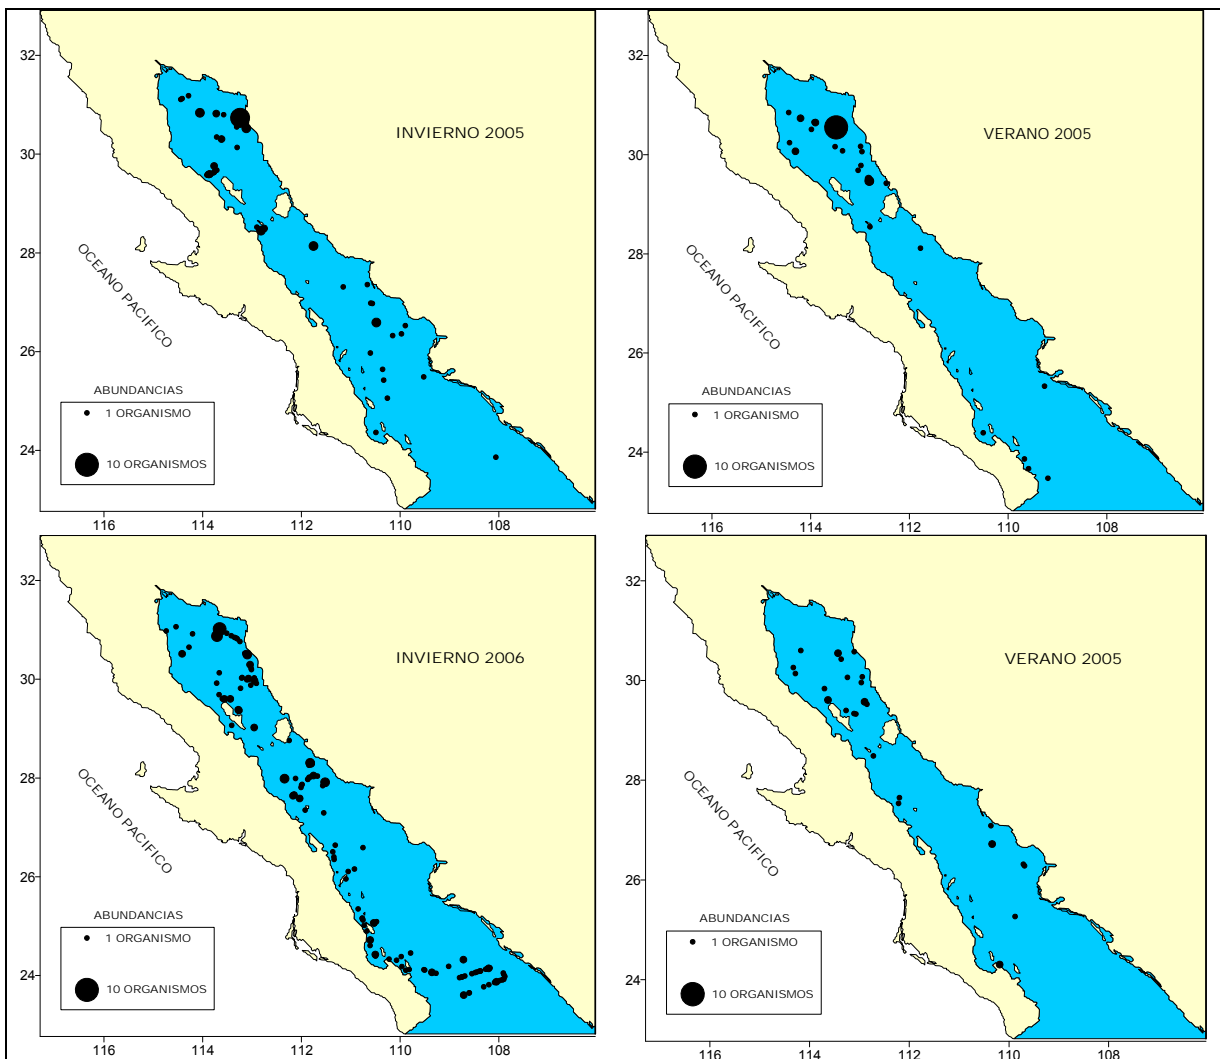 32
30
28
26
24
INVIERNO 2005
OCEANO PACIFICO
ABUNDANCIAS
1 ORGANISMO
10 ORGANISMOS
116
114
112
110
108
32
30
28
26
24
VERANO 2005
OCEANO PACIFICO
ABUNDANCIAS
1 ORGANISMO
10 ORGANISMOS
116
114
112
110
108
32
30
28
26
24
INVIERNO 2006
OCEANO PACIFICO
ABUNDANCIAS
1 ORGANISMO
10 ORGANISMOS
116
114
112
110
108
32
30
28
26
24
VERANO 2005
OCEANO PACIFICO
ABUNDANCIAS
1 ORGANISMO
10 ORGANISMOS
116
114
112
110
108